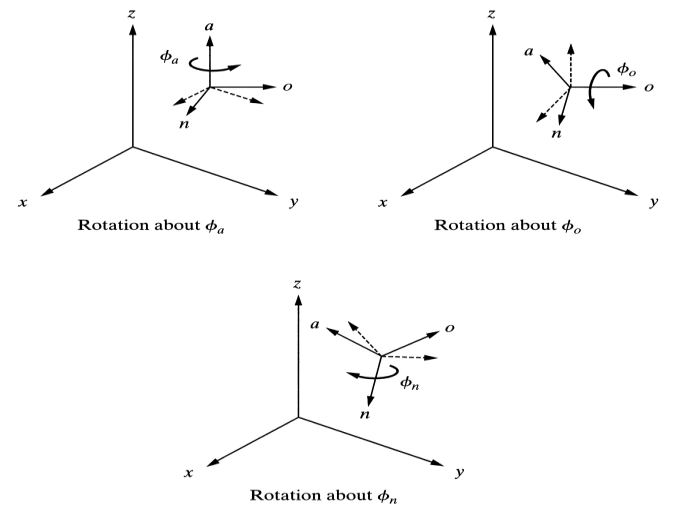 z
a
ϕa
o
n
x
y
Rotation about ϕa
z
a
ϕo
o
n
x
y
Rotation about ϕo
z
a
o
ϕn
n
x
y
Rotation about ϕn